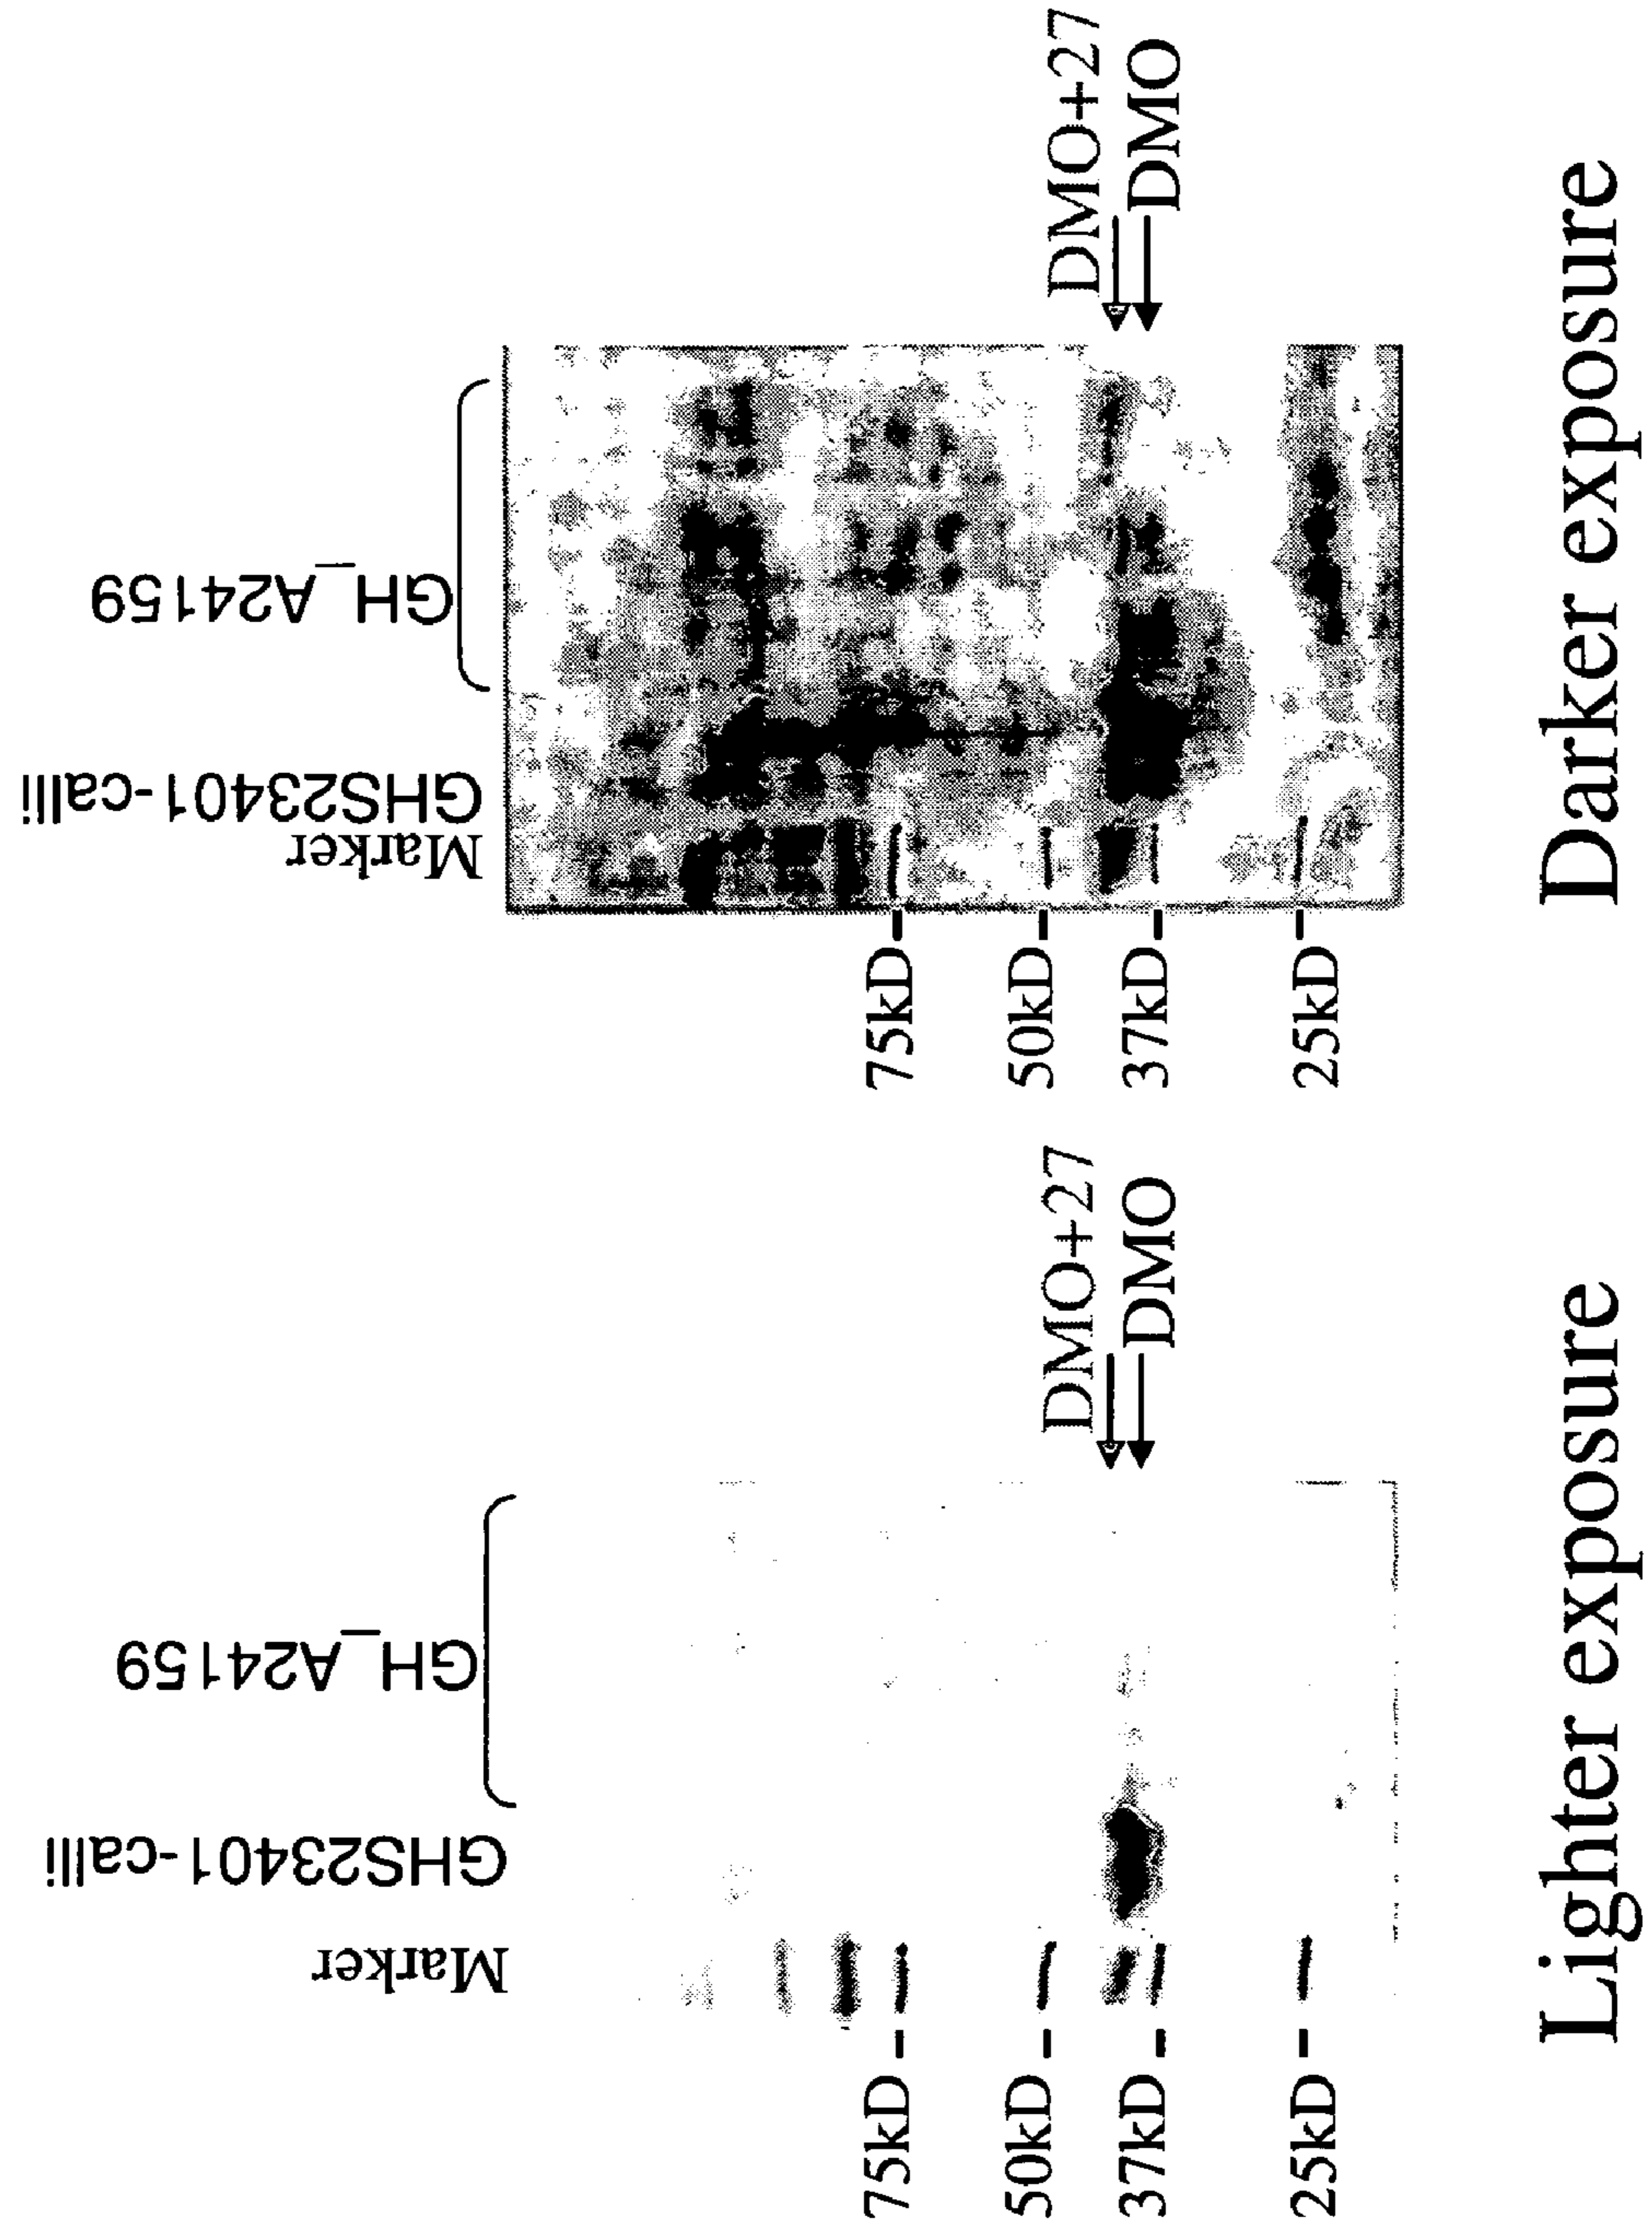 Marker
GHS23401-calli
GH_A24159
75kD
50kD
37kD
25kD
DMO+27
DMO
Lighter exposure
Marker
GHS23401-calli
GH_A24159
75kD
50kD
37kD
25kD
DMO+27
DMO
Darker exposure